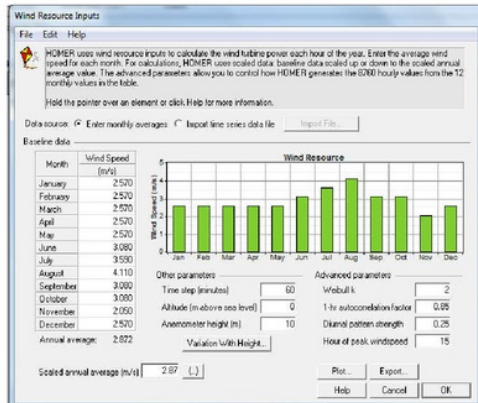 Wind Resource Inputs
File Edit Help
HOMER uses wind resource inputs to calculate the wind turbine power each hour of the year. Enter the average wind
speed for each month. For calculations, HOMER uses scaled data: baseline data scaled up or down to the scaled annual
average value. The advanced parameters allow you to control how HOMER generates the 8760 hourly values from the 12
monthly values in the table.
Hold the pointer over an element or click Help for more information.
Data source: Enter monthly averages Import time series data file Import File...
Baseline data
Month Wind Speed
(m/s)
January 2.570
February 2.570
March 2.570
April 2.570
May 2.570
June 3.080
July 3.590
August 4.110
September 3.080
October 3.080
November 2.050
December 2.570
Annual average: 2.872
Wind Resource
Wind Speed (m/s)
5
4
3
2
1
0
Jan Feb Mar Apr May Jun Jul Aug Sep Oct Nov Dec
Other parameters
Time step (minutes) 60
Altitude (m above sea level) 0
Anemometer height (m) 10
Variation With Height...
Advanced parameters
Weibull k 2
1-hr autocorrelation factor 0.85
Diurnal pattern strength 0.25
Hour of peak windspeed 15
Scaled annual average (m/s) 2.87 {..}
Plot... Export...
Help Cancel OK